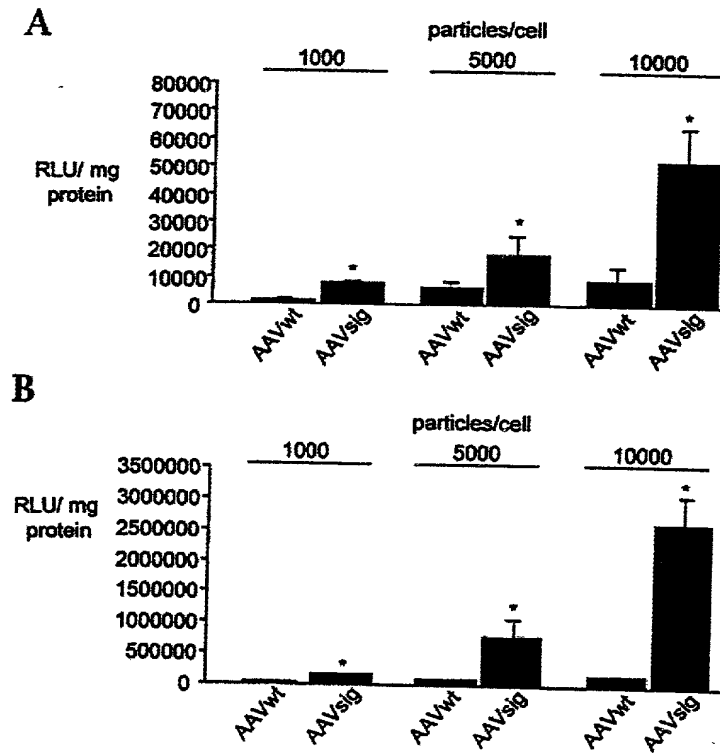 A
particles/cell
1000 5000 10000
80000
70000
60000
50000
40000
30000
20000
10000
0
RLU/ mg
protein
* * *
AAVwt AAVsig AAVwt AAVsig AAVwt AAVsig
B
particles/cell
1000 5000 10000
3500000
3000000
2500000
2000000
1500000
1000000
500000
0
RLU/ mg
protein
* * *
AAVwt AAVsig AAVwt AAVsig AAVwt AAVsig